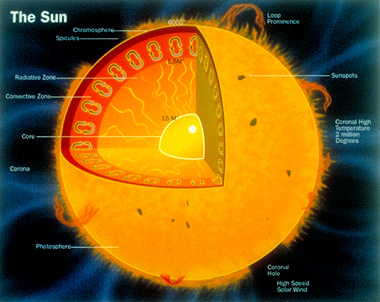 The Sun
Loop
Prominence
6000°
Chromosphere
Spicules
Radiative Zone
Sunspots
Convective Zone
15 M°
Coronal High
Temperature
2 million
Degrees
Core
Corona
Photosphere
Coronal
Hole
High Speed
Solar Wind